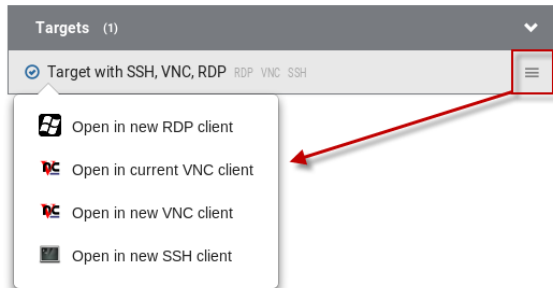 Targets (1)
Target with SSH, VNC, RDP RDP VNC SSH
Open in new RDP client
Open in current VNC client
Open in new VNC client
Open in new SSH client